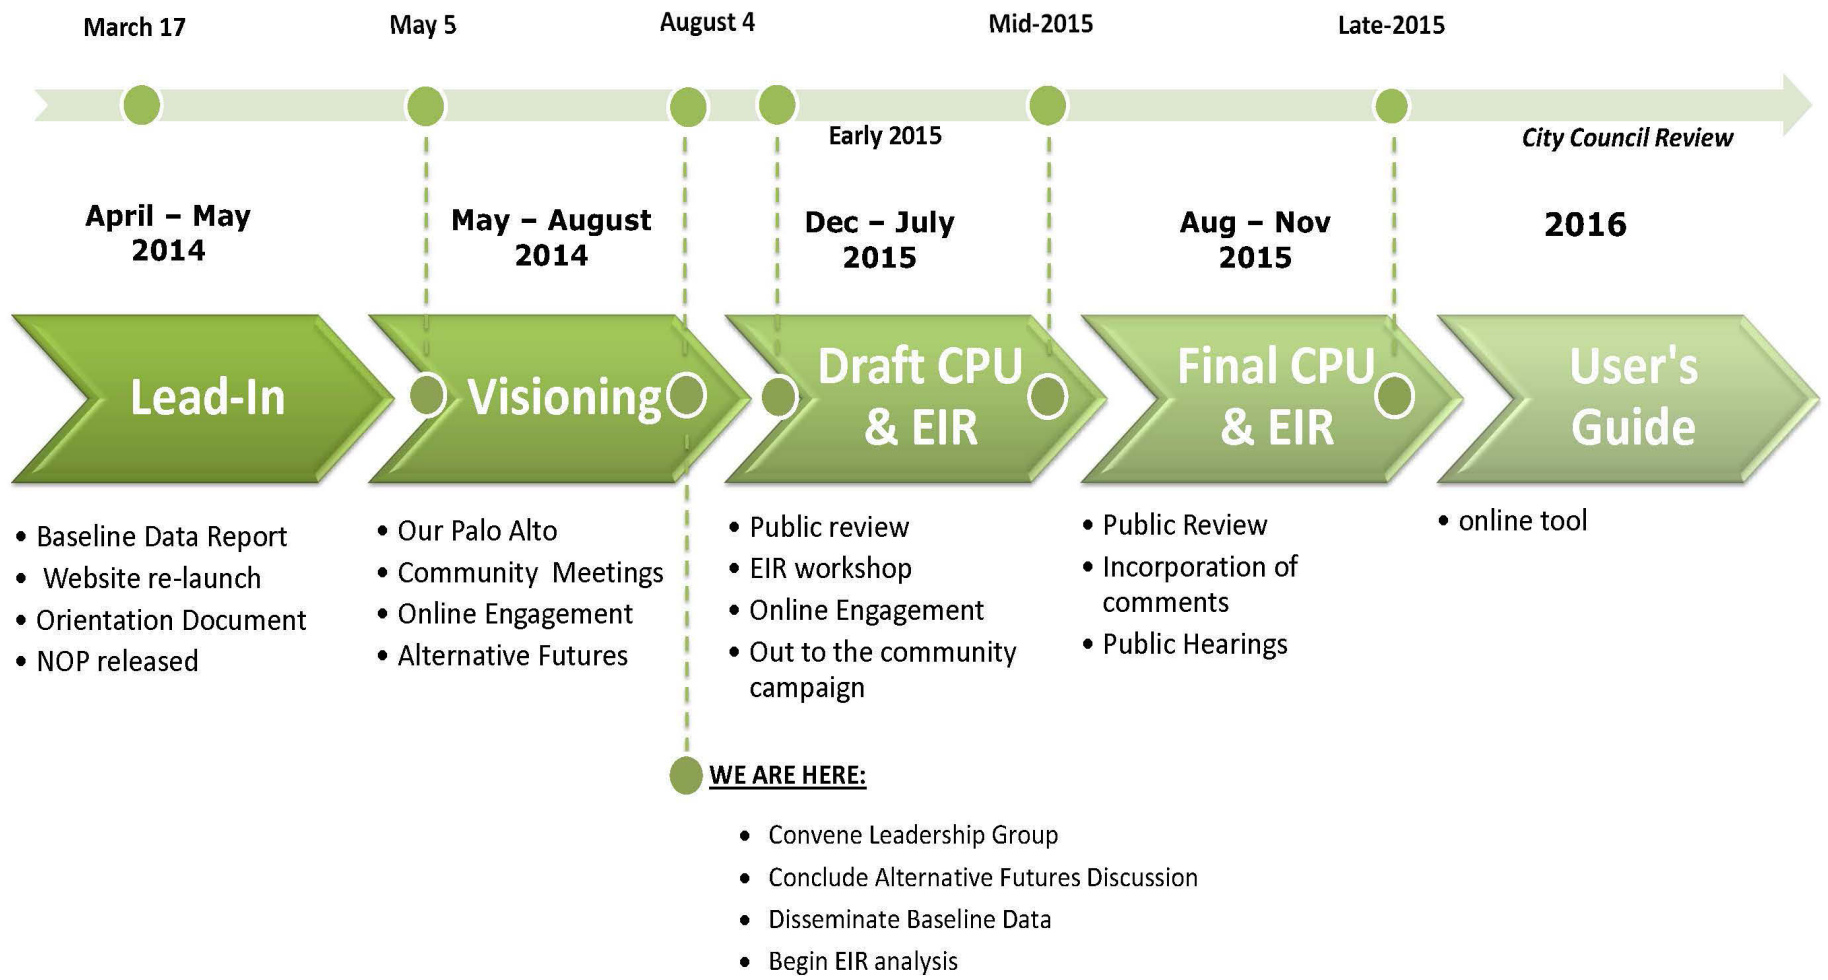 March 17
May 5
August 4
Mid-2015
Late-2015
Early 2015
City Council Review
April – May
2014
May – August
2014
Dec – July
2015
Aug – Nov
2015
2016
Lead-In
Visioning
Draft CPU
& EIR
Final CPU
& EIR
User's
Guide
• Baseline Data Report
• Website re-launch
• Orientation Document
• NOP released
• Our Palo Alto
• Community Meetings
• Online Engagement
• Alternative Futures
• Public review
• EIR workshop
• Online Engagement
• Out to the community
campaign
• Public Review
• Incorporation of
comments
• Public Hearings
• online tool
WE ARE HERE:
• Convene Leadership Group
• Conclude Alternative Futures Discussion
• Disseminate Baseline Data
• Begin EIR analysis